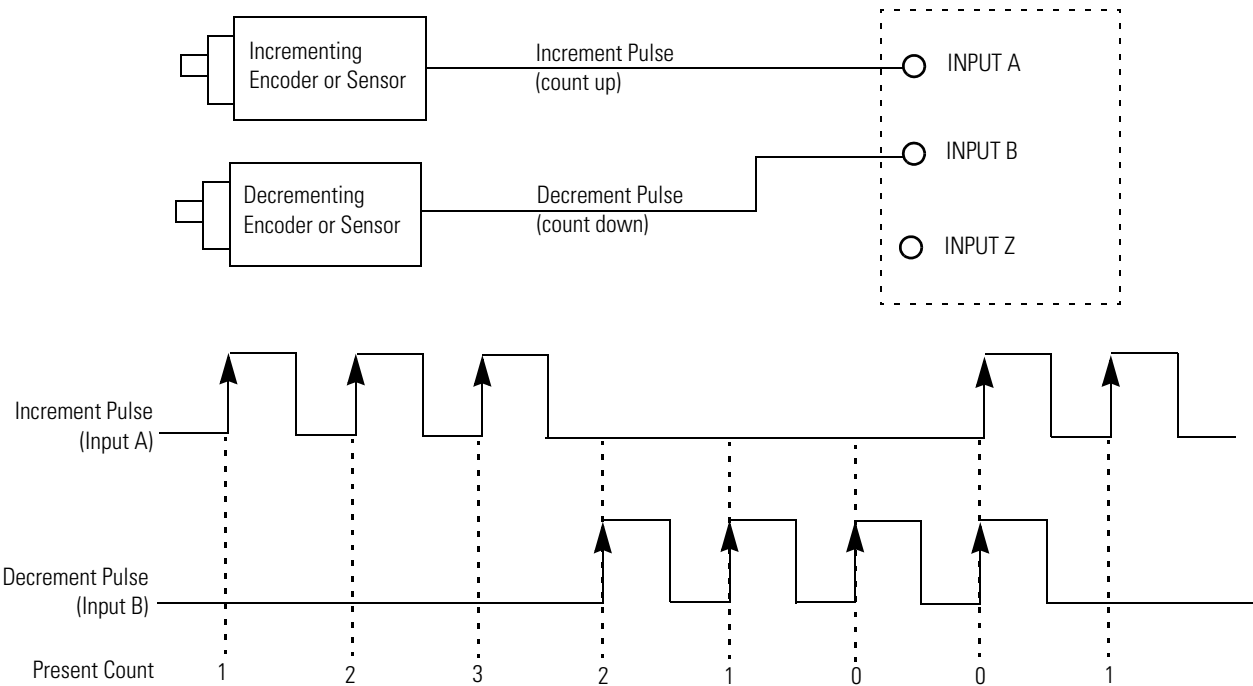 Incrementing
Encoder or Sensor
Increment Pulse
(count up)
INPUT A
INPUT B
Decrementing
Encoder or Sensor
Decrement Pulse
(count down)
INPUT Z
Increment Pulse
(Input A)
Decrement Pulse
(Input B)
Present Count 1 2 3 2 1 0 0 1